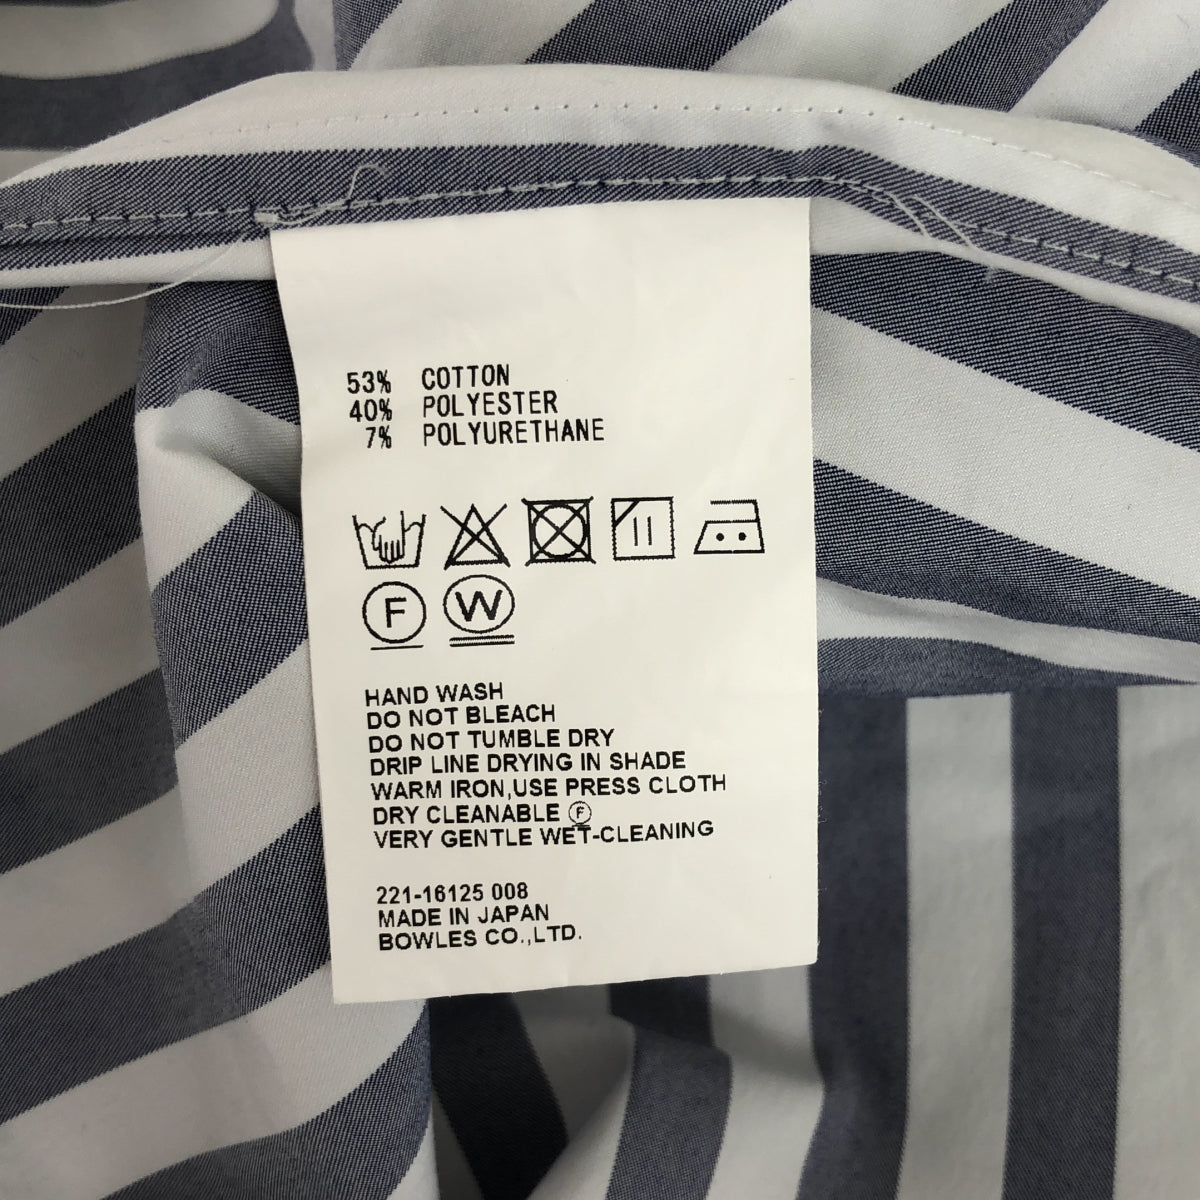 53% COTTON
40% POLYESTER
7% POLYURETHANE
F W
HAND WASH
DO NOT BLEACH
DO NOT TUMBLE DRY
DRIP LINE DRYING IN SHADE
WARM IRON,USE PRESS CLOTH
DRY CLEANABLE Ⓕ
VERY GENTLE WET-CLEANING
221-16125 008
MADE IN JAPAN
BOWLES CO.,LTD.